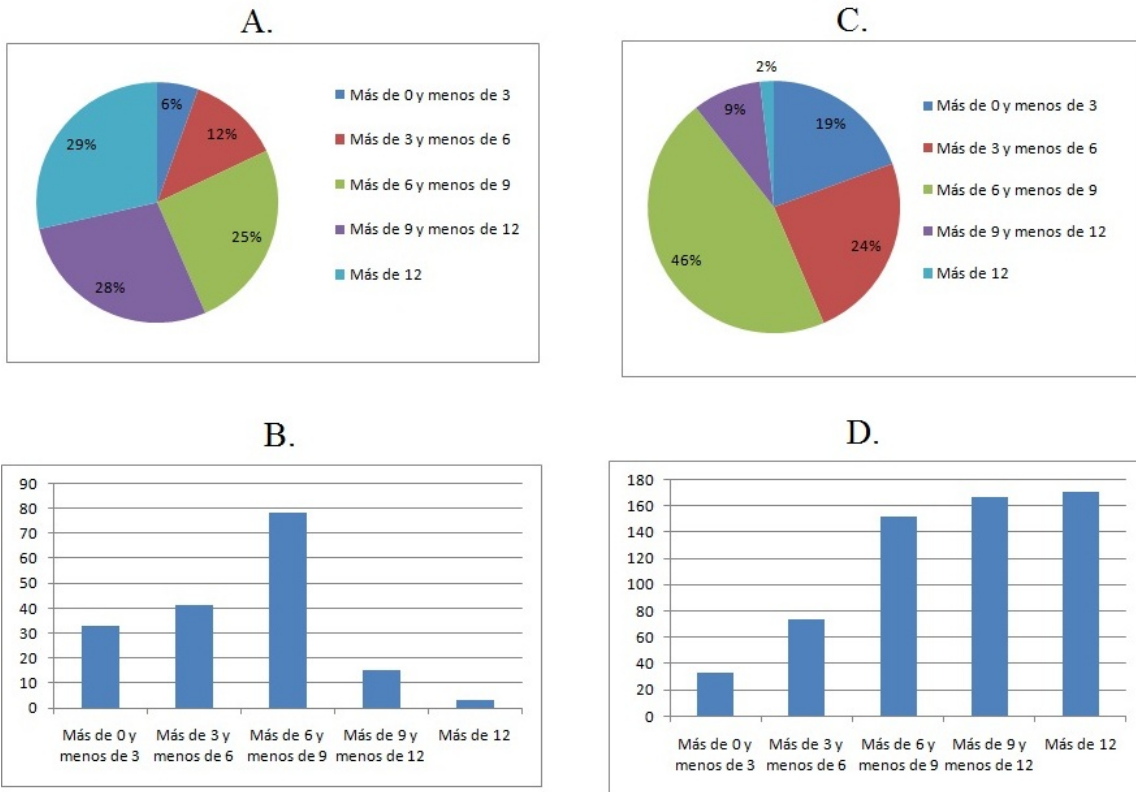 A.
6%
12%
25%
28%
29%
Más de 0 y menos de 3
Más de 3 y menos de 6
Más de 6 y menos de 9
Más de 9 y menos de 12
Más de 12
C.
2%
19%
24%
46%
9%
Más de 0 y menos de 3
Más de 3 y menos de 6
Más de 6 y menos de 9
Más de 9 y menos de 12
Más de 12
B.
90
80
70
60
50
40
30
20
10
0
Más de 0 y
menos de 3
Más de 3 y
menos de 6
Más de 6 y
menos de 9
Más de 9 y
menos de 12
Más de 12
D.
180
160
140
120
100
80
60
40
20
0
Más de 0 y
menos de 3
Más de 3 y
menos de 6
Más de 6 y
menos de 9
Más de 9 y
menos de 12
Más de 12